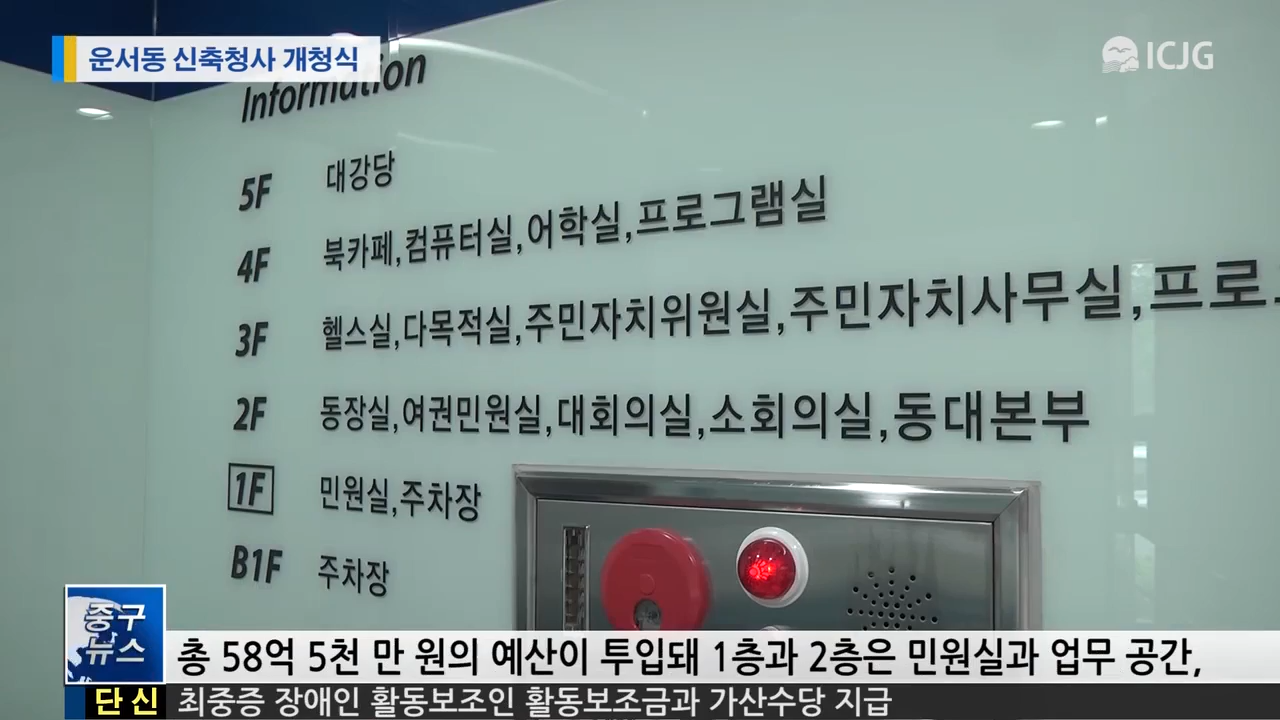 운서동 신축청사 개청식
ICJG
Information
5F 대강당
4F 북카페,컴퓨터실,어학실,프로그램실
3F 헬스실,다목적실,주민자치위원실,주민자치사무실,프로
2F 동장실,여권민원실,대회의실,소회의실,동대본부
1F 민원실,주차장
B1F 주차장
중구
뉴스
총 58억 5천 만 원의 예산이 투입돼 1층과 2층은 민원실과 업무 공간,
단 신 최중증 장애인 활동보조인 활동보조금과 가산수당 지급